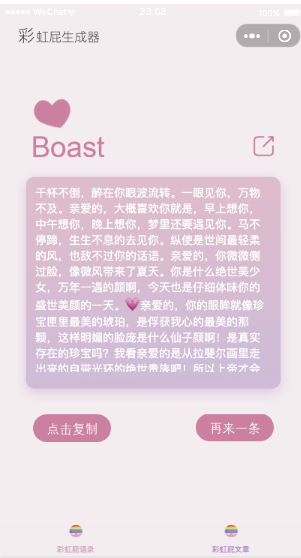 WeChat 22:03 100%
彩虹屁生成器
Boast
千杯不倒，醉在你眼波流转。一眼见你，万物
不及。亲爱的，大概喜欢你就是，早上想你，
中午想你，晚上想你，梦里还要遇见你。马不
停蹄，生生不息的去见你。纵使是世间最轻柔
的风，也敌不过你的话语。亲爱的，你微微侧
过脸，像微风带来了夏天。你是什么绝世美少
女，万年一遇的颜啊，今天也是仔细体味你的
盛世美颜的一天。💗亲爱的，你的眼眸就像珍
宝匣里最美的琥珀，是俘获我心的最美的那
颗，这样明媚的脸庞是什么仙子颜啊！是真实
存在的珍宝吗？我看亲爱的是从拉斐尔画里走
出来的自带光环的绝世贵族吧！所以上帝才会
点击复制 再来一条
彩虹屁语录 彩虹屁文章